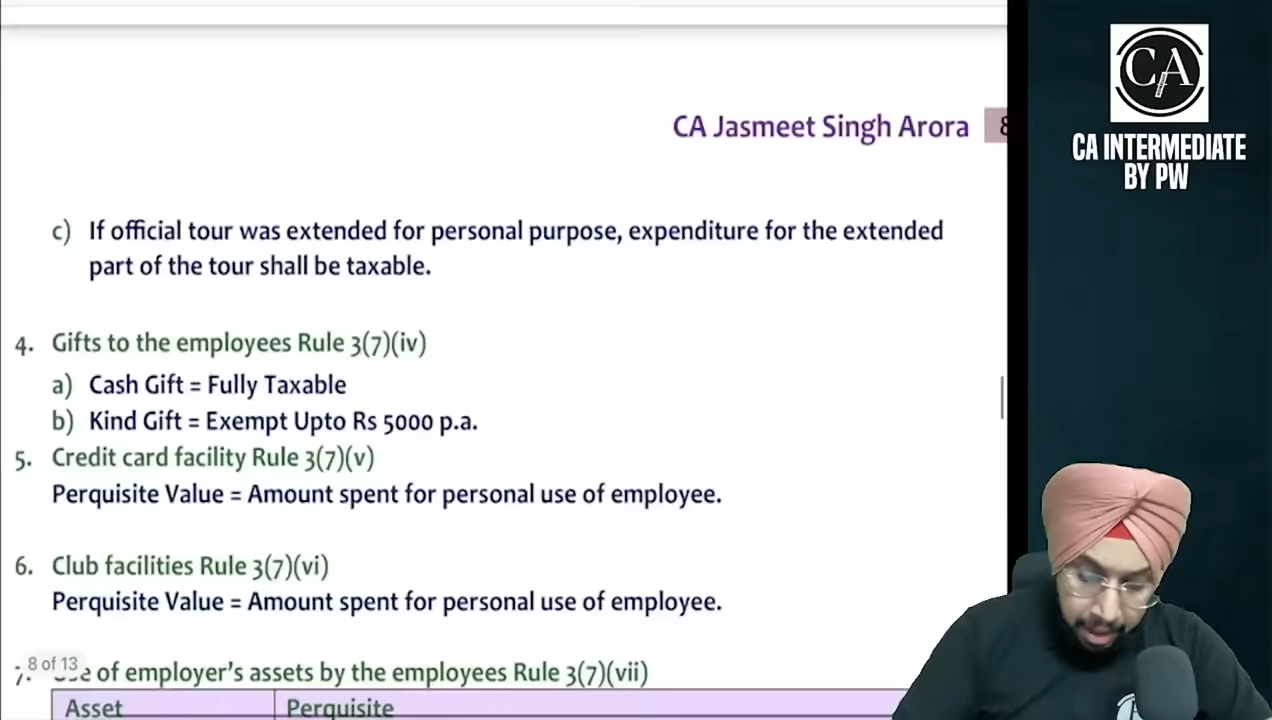 CA Jasmeet Singh Arora 8
CA
CA INTERMEDIATE
BY PW
c) If official tour was extended for personal purpose, expenditure for the extended
part of the tour shall be taxable.
4. Gifts to the employees Rule 3(7)(iv)
a) Cash Gift = Fully Taxable
b) Kind Gift = Exempt Upto Rs 5000 p.a.
5. Credit card facility Rule 3(7)(v)
Perquisite Value = Amount spent for personal use of employee.
6. Club facilities Rule 3(7)(vi)
Perquisite Value = Amount spent for personal use of employee.
8 of 13
of employer's assets by the employees Rule 3(7)(vii)
Asset Perquisite